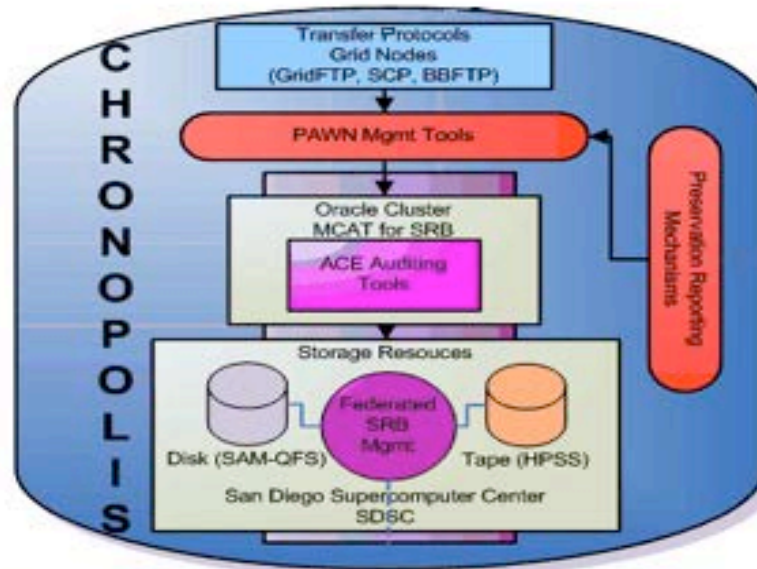 CHRONOPOLIS
Transfer Protocols
Grid Nodes
(GridFTP, SCP, BBFTP)
PAWN Mgmt Tools
Preservation Reporting
Mechanisms
Oracle Cluster
MCAT for SRB
ACE Auditing
Tools
Storage Resouces
Federated
SRB
Mgmt
Disk (SAM-QFS)
Tape (HPSS)
San Diego Supercomputer Center
SDSC